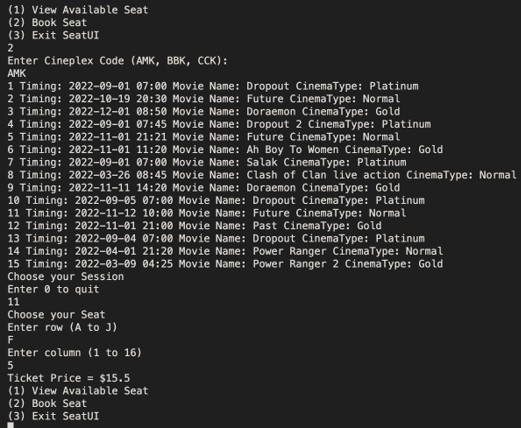 (1) View Available Seat
(2) Book Seat
(3) Exit SeatUI
2
Enter Cineplex Code (AMK, BBK, CCK):
AMK
1 Timing: 2022-09-01 07:00 Movie Name: Dropout CinemaType: Platinum
2 Timing: 2022-10-19 20:30 Movie Name: Future CinemaType: Normal
3 Timing: 2022-12-01 08:50 Movie Name: Doraemon CinemaType: Gold
4 Timing: 2022-09-01 07:45 Movie Name: Dropout 2 CinemaType: Platinum
5 Timing: 2022-11-01 21:21 Movie Name: Future CinemaType: Normal
6 Timing: 2022-11-01 11:20 Movie Name: Ah Boy To Women CinemaType: Gold
7 Timing: 2022-09-01 07:00 Movie Name: Salak CinemaType: Platinum
8 Timing: 2022-03-26 08:45 Movie Name: Clash of Clan live action CinemaType: Normal
9 Timing: 2022-11-11 14:20 Movie Name: Doraemon CinemaType: Gold
10 Timing: 2022-09-05 07:00 Movie Name: Dropout CinemaType: Platinum
11 Timing: 2022-11-12 10:00 Movie Name: Future CinemaType: Normal
12 Timing: 2022-11-01 21:00 Movie Name: Past CinemaType: Gold
13 Timing: 2022-09-04 07:00 Movie Name: Dropout CinemaType: Platinum
14 Timing: 2022-04-01 21:20 Movie Name: Power Ranger CinemaType: Normal
15 Timing: 2022-03-09 04:25 Movie Name: Power Ranger 2 CinemaType: Gold
Choose your Session
Enter 0 to quit
11
Choose your Seat
Enter row (A to J)
F
Enter column (1 to 16)
5
Ticket Price = $15.5
(1) View Available Seat
(2) Book Seat
(3) Exit SeatUI